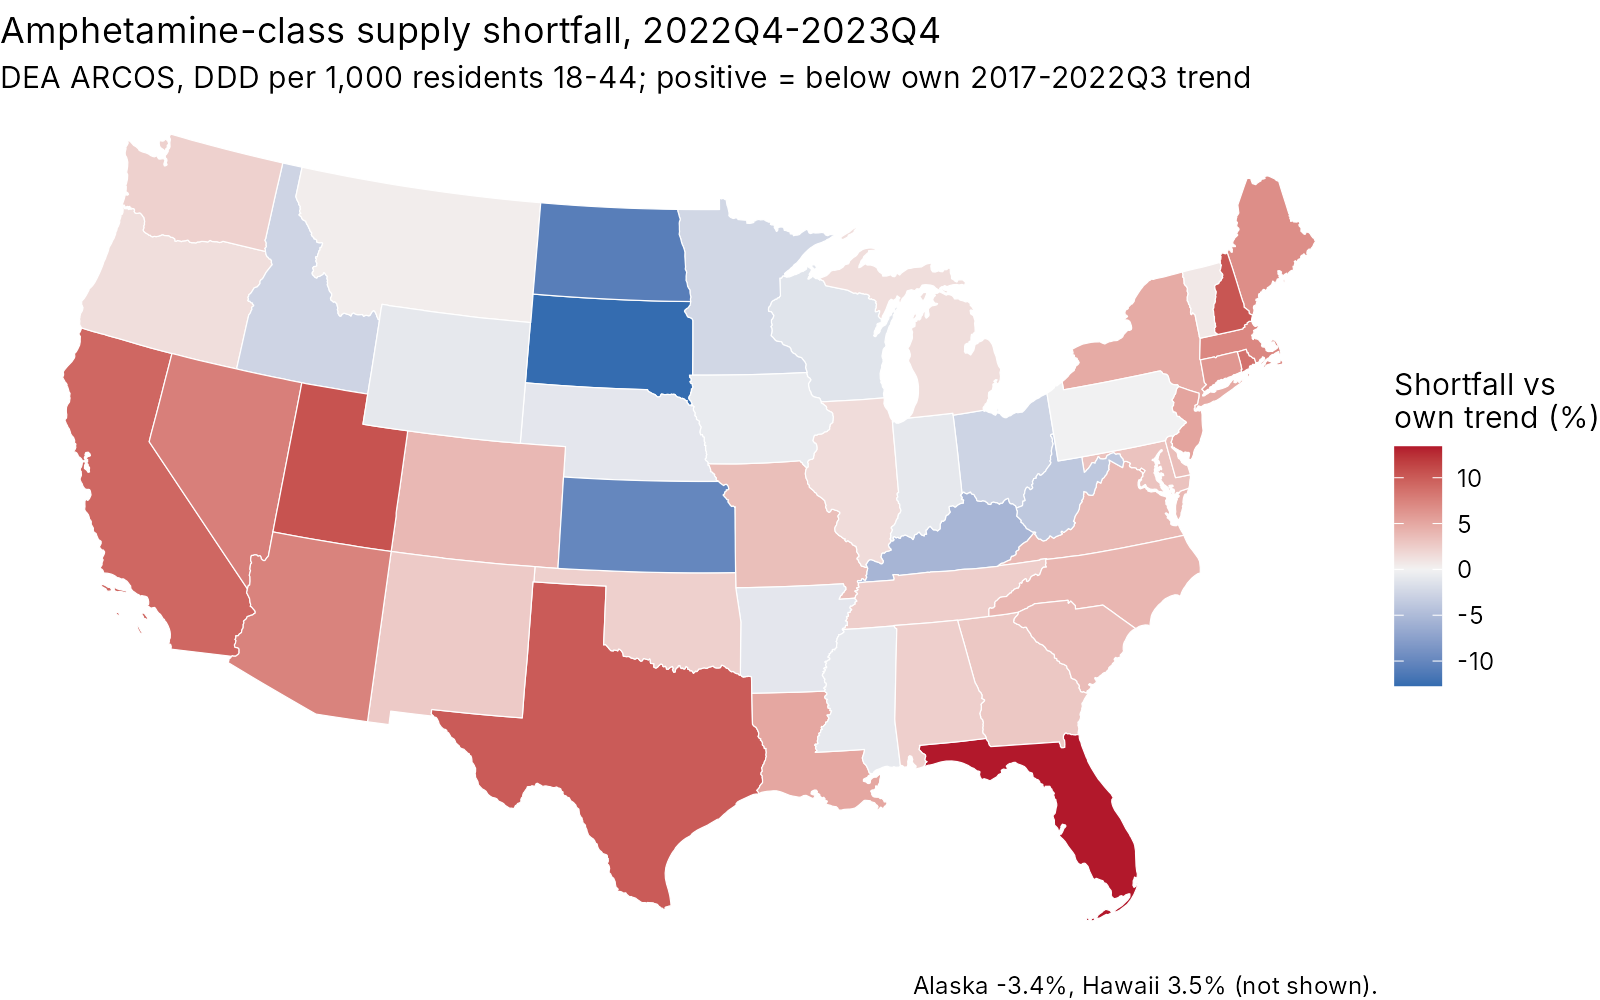 Amphetamine-class supply shortfall, 2022Q4-2023Q4
DEA ARCOS, DDD per 1,000 residents 18-44; positive = below own 2017-2022Q3 trend
Shortfall vs
own trend (%)
10
5
0
-5
-10
Alaska -3.4%, Hawaii 3.5% (not shown).